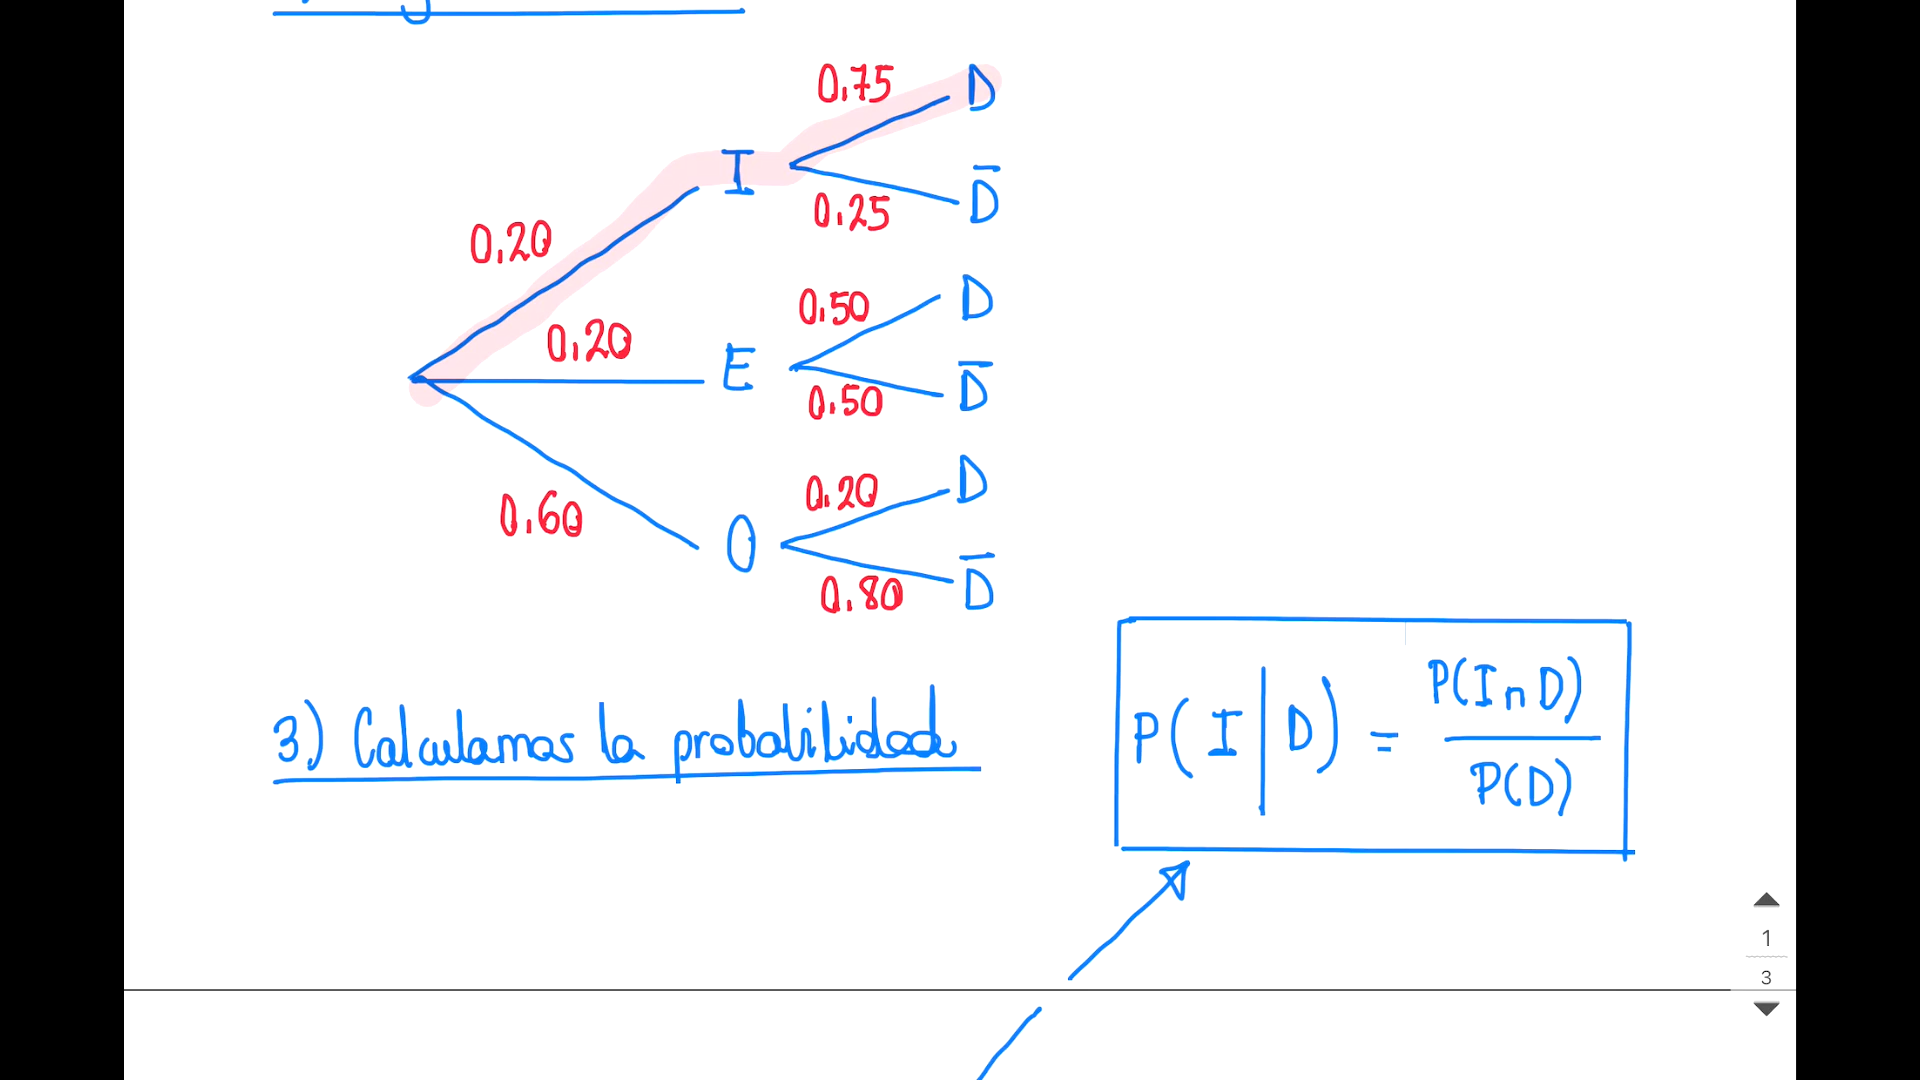 0.75
D
I
D̄
0.25
0.20
0.50
D
0.20
E
D̄
0.50
0.20
D
0.60
O
D̄
0.80
3) Calculamos la probabilidad
P(I|D) = P(I∩D)
P(D)
1
3